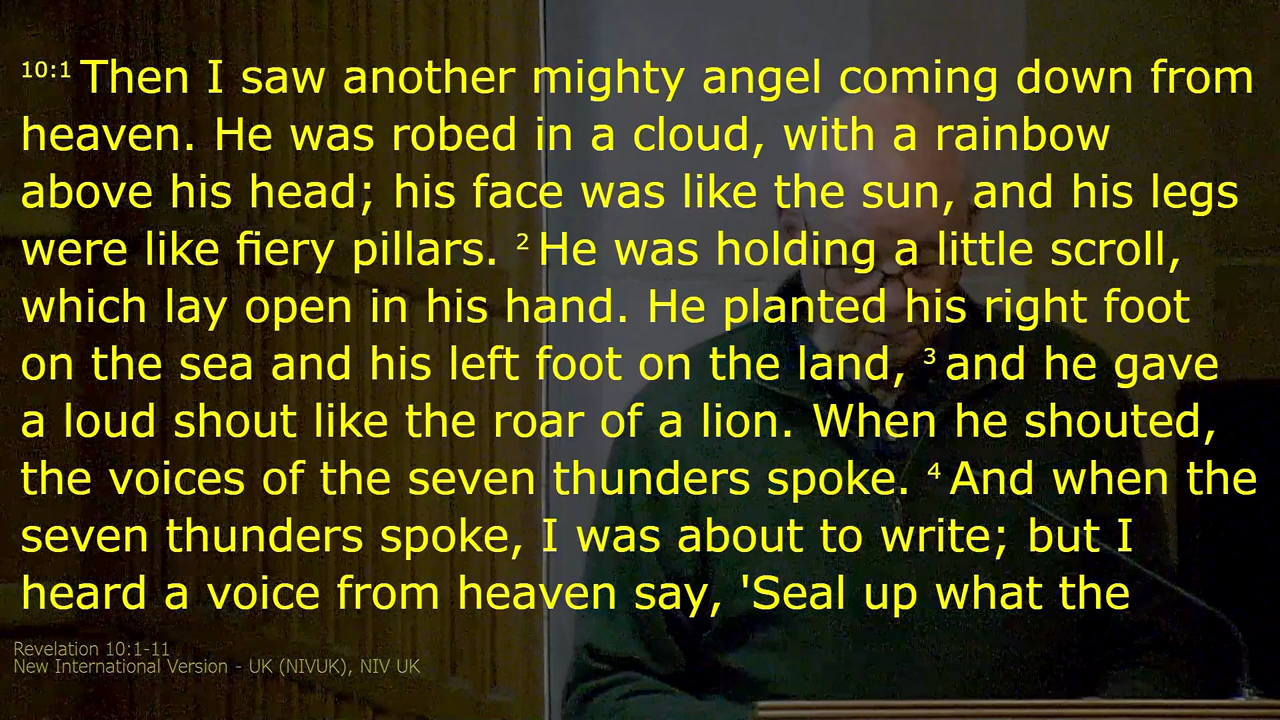 10:1 Then I saw another mighty angel coming down from
heaven. He was robed in a cloud, with a rainbow
above his head; his face was like the sun, and his legs
were like fiery pillars. 2 He was holding a little scroll,
which lay open in his hand. He planted his right foot
on the sea and his left foot on the land, 3 and he gave
a loud shout like the roar of a lion. When he shouted,
the voices of the seven thunders spoke. 4 And when the
seven thunders spoke, I was about to write; but I
heard a voice from heaven say, 'Seal up what the
Revelation 10:1-11
New International Version - UK (NIVUK), NIV UK